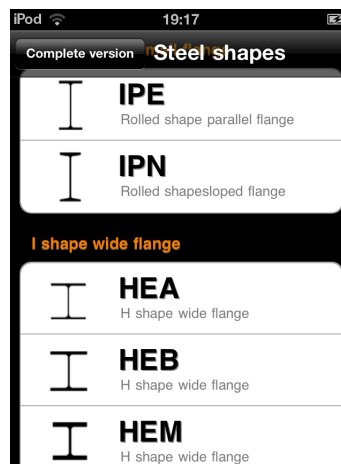 iPod 19:17
Complete version Steel shapes
IPE
Rolled shape parallel flange
IPN
Rolled shapesloped flange
I shape wide flange
HEA
H shape wide flange
HEB
H shape wide flange
HEM
H shape wide flange